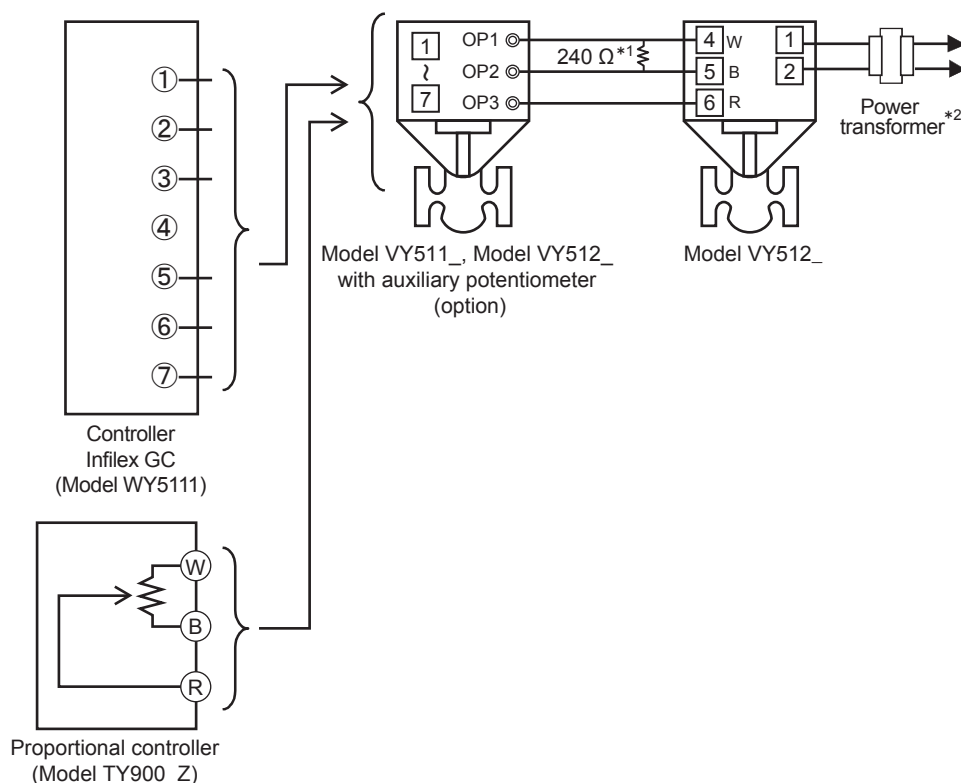 ①
②
③
④
⑤
⑥
⑦
Controller
Infilex GC
(Model WY5111)
W
B
R
Proportional controller
(Model TY900_Z)
1
~
7
OP1
OP2
OP3
240 Ω*1
Model VY511_, Model VY512_
with auxiliary potentiometer
(option)
4 W
5 B
6 R
1
2
Model VY512_
Power
transformer*2